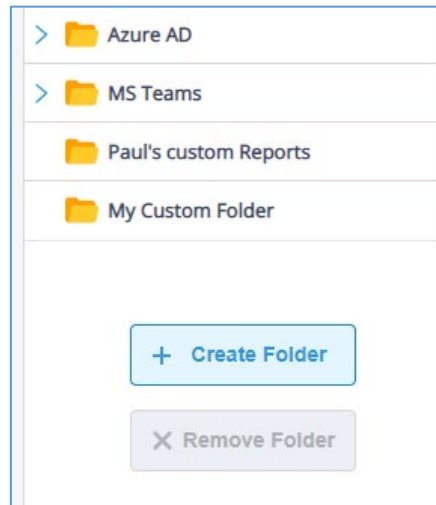 Azure AD
MS Teams
Paul's custom Reports
My Custom Folder
+ Create Folder
X Remove Folder